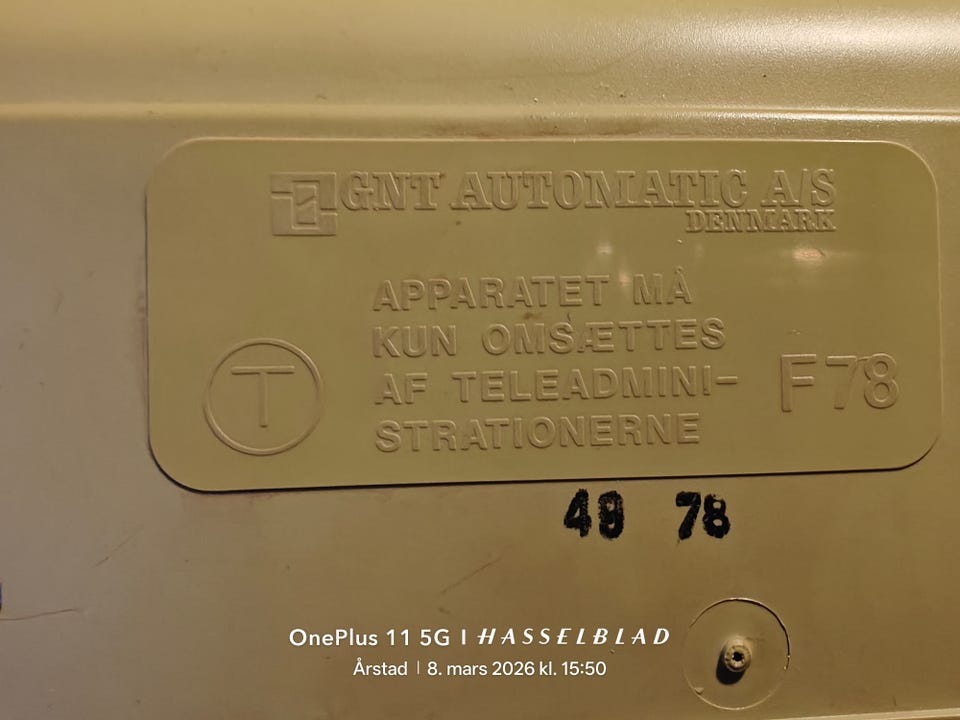 GNT AUTOMATIC A/S
DENMARK
APPARATET MÅ
KUN OMSÆTTES
AF TELEADMINI-
STRATIONERNE
T
F78
49 78
OnePlus 11 5G | HASSELBLAD
Årstad | 8. mars 2026 kl. 15:50